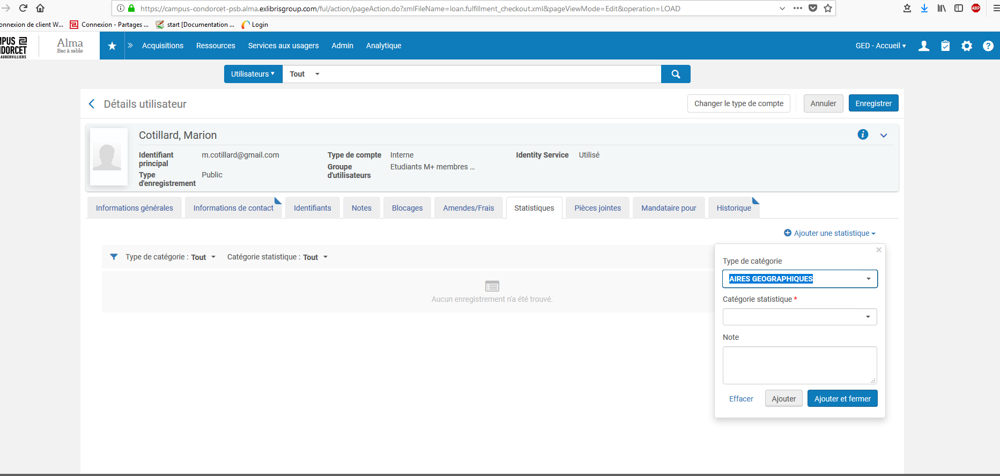 https://campus-condorcet-psb.alma.exlibrisgroup.com/ful/action/pageAction.do?xmlFileName=loan.fulfillment_checkout.xml&pageViewMode=Edit&operation=LOAD
ABP
onnexion de client W... Connexion - Partages ... start [Documentation ... Login
MPUS
NDORCET
AUBERVILLIERS
Alma
Bac à sable
» Acquisitions Ressources Services aux usagers Admin Analytique GED - Accueil
Utilisateurs Tout
Détails utilisateur Changer le type de compte Annuler Enregistrer
Cotillard, Marion
Identifiant principal m.cotillard@gmail.com
Type d'enregistrement Public
Type de compte Interne
Groupe d'utilisateurs Etudiants M+ membres ...
Identity Service Utilisé
Informations générales Informations de contact Identifiants Notes Blocages Amendes/Frais Statistiques Pièces jointes Mandataire pour Historique
Ajouter une statistique
Type de catégorie : Tout Catégorie statistique : Tout
Aucun enregistrement n'a été trouvé.
×
Type de catégorie
AIRES GEOGRAPHIQUES
Catégorie statistique *
Note
Effacer Ajouter Ajouter et fermer